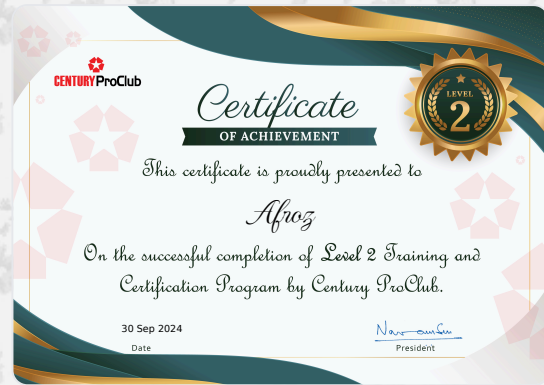 CENTURY ProClub
Certificate
OF ACHIEVEMENT
LEVEL
2
This certificate is proudly presented to
Afroz
On the successful completion of Level 2 Training and
Certification Program by Century ProClub.
30 Sep 2024
Date
President